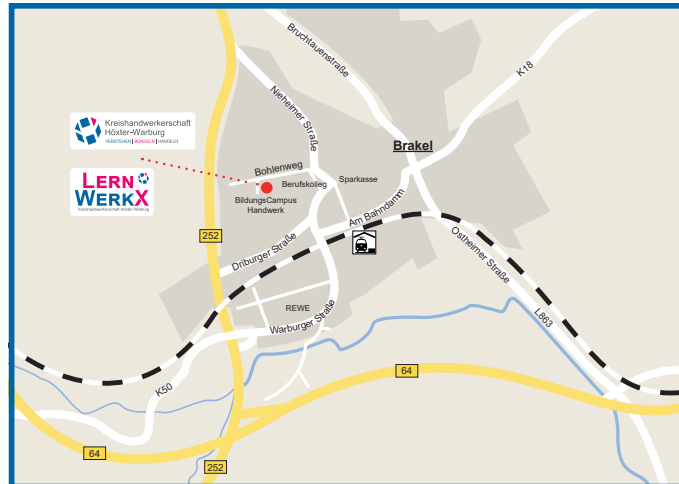 Bruchtauenstraße
K18
Nieheimer Straße
Kreishandwerkerschaft
Höxter-Warburg
VERSTEHEN | BÜNDELN | HANDELN
Brakel
Bohlenweg
Sparkasse
Berufskolleg
LERN
WERKX
Kreishandwerkerschaft Höxter-Warburg
BildungsCampus
Handwerk
Am Bahndamm
252
Driburger Straße
Ostheimer Straße
REWE
L863
Warburger Straße
64
K50
64
252